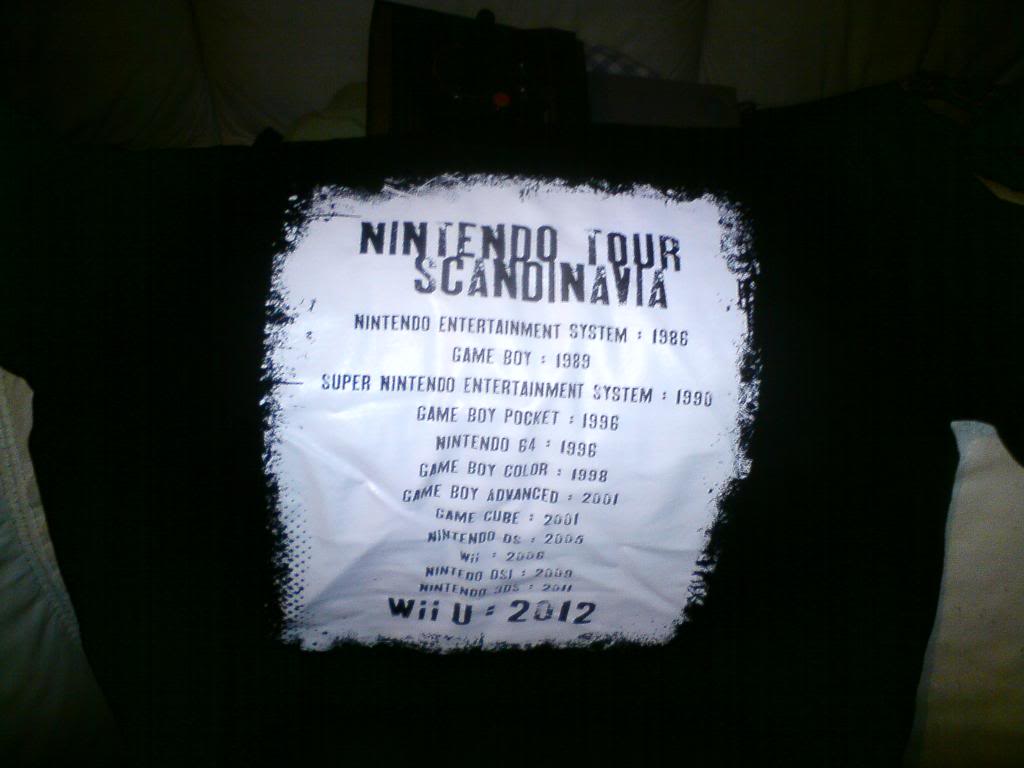 NINTENDO TOUR
SCANDINAVIA
NINTENDO ENTERTAINMENT SYSTEM : 1986
GAME BOY : 1989
SUPER NINTENDO ENTERTAINMENT SYSTEM : 1990
GAME BOY POCKET : 1996
NINTENDO 64 : 1996
GAME BOY COLOR : 1998
GAME BOY ADVANCED : 2001
GAME CUBE : 2001
NINTENDO DS : 2005
Wii : 2006
NINTEDO DSI : 2009
NINTENDO 3DS : 2011
Wii U : 2012